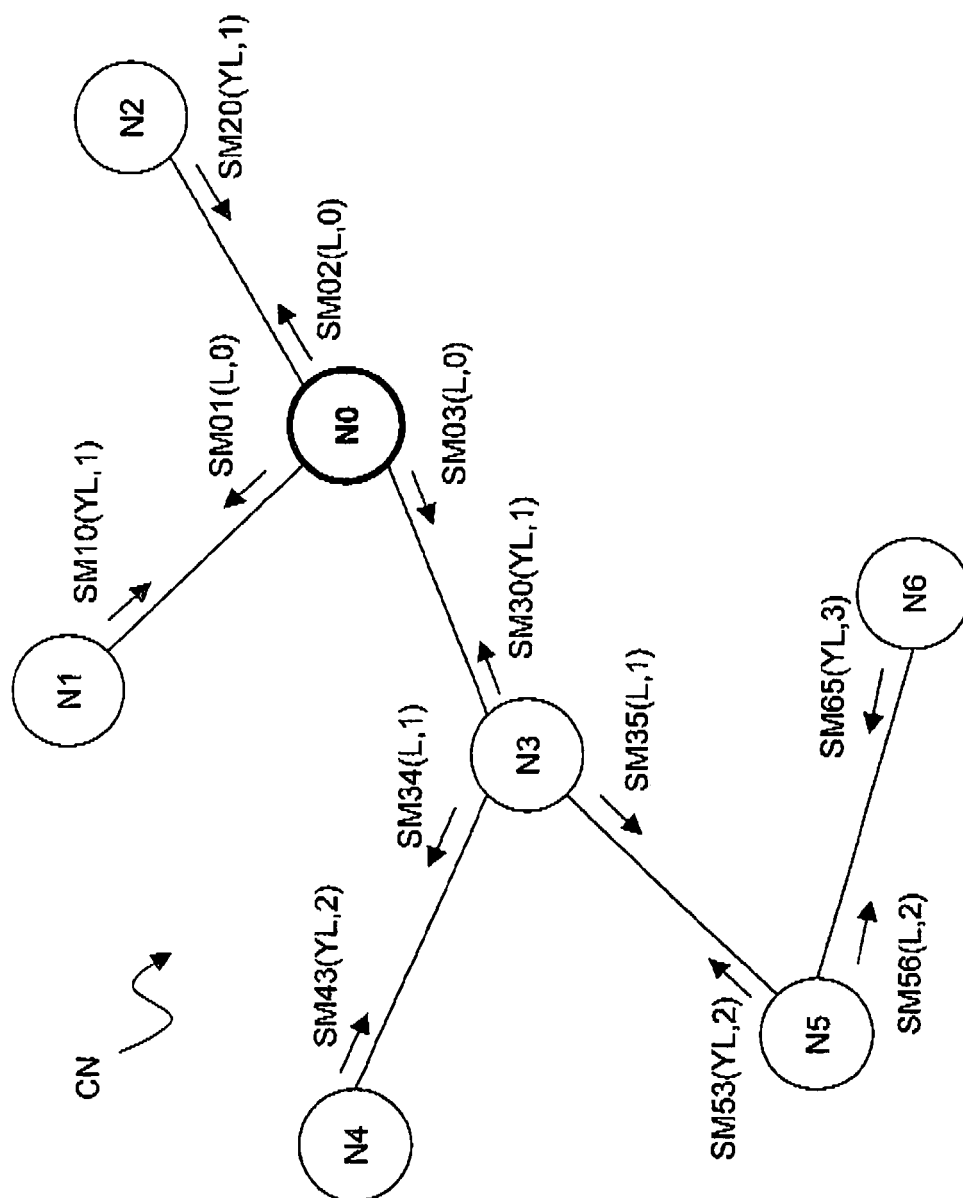 N1
CN
SM10(YL,1)
N2
SM01(L,0)
SM20(YL,1)
SM43(YL,2)
SM02(L,0)
N0
N4
SM34(L,1)
SM03(L,0)
SM30(YL,1)
N3
SM35(L,1)
SM53(YL,2)
N5
SM65(YL,3)
SM56(L,2)
N6